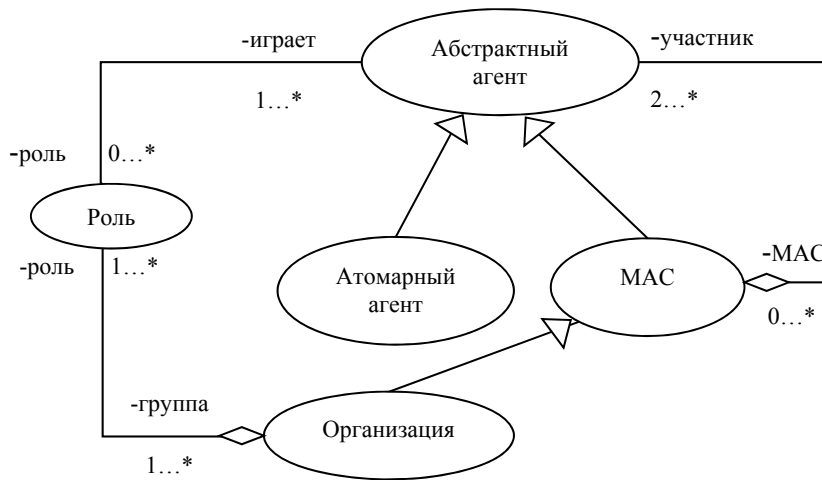 -играет
Абстрактный
агент
-участник
1…*
2…*
-роль
0…*
Роль
-роль
1…*
Атомарный
агент
МАС
-МАС
0…*
-группа
Организация
1…*